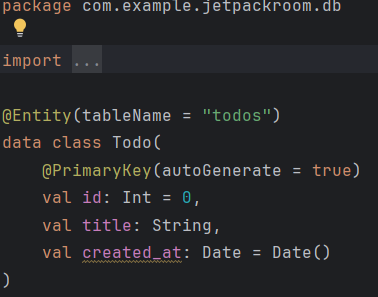 package com.example.jetpackroom.db
import ...
@Entity(tableName = "todos")
data class Todo(
    @PrimaryKey(autoGenerate = true)
    val id: Int = 0,
    val title: String,
    val created_at: Date = Date()
)